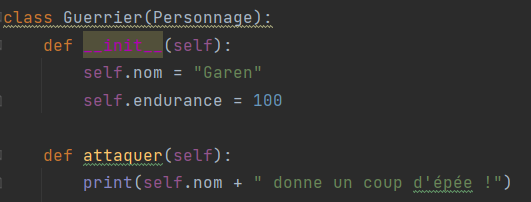 class Guerrier(Personnage):
def __init__(self):
self.nom = "Garen"
self.endurance = 100
def attaquer(self):
print(self.nom + " donne un coup d'épée !")